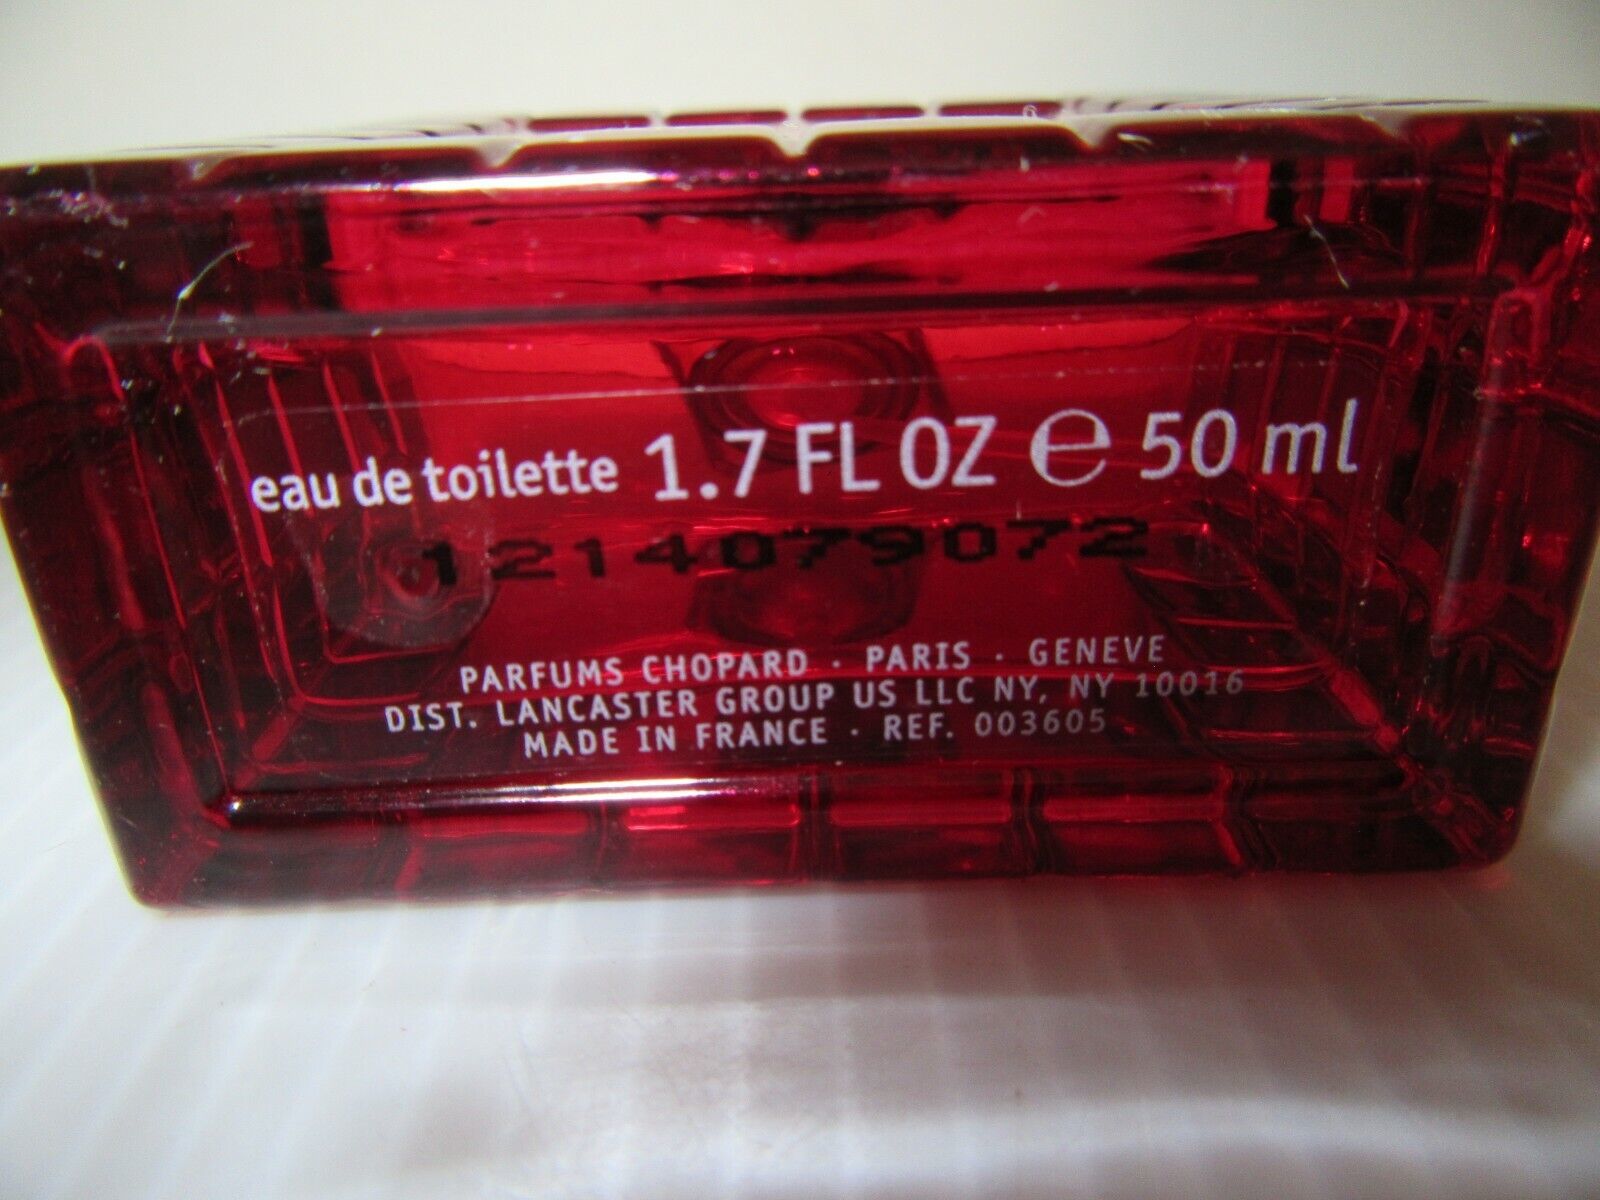 eau de toilette 1.7 FL OZ ℮ 50 ml
1214079072
PARFUMS CHOPARD · PARIS · GENEVE
DIST. LANCASTER GROUP US LLC NY, NY 10016
MADE IN FRANCE · REF. 003605